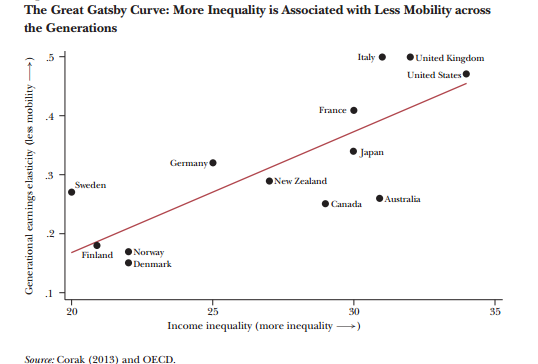 The Great Gatsby Curve: More Inequality is Associated with Less Mobility across
the Generations
Generational earnings elasticity (less mobility ⟶)
.5
.4
.3
.2
.1
Italy
United Kingdom
United States
France
Japan
Germany
New Zealand
Sweden
Canada
Australia
Finland
Norway
Denmark
20
25
30
35
Income inequality (more inequality ⟶)
Source: Corak (2013) and OECD.